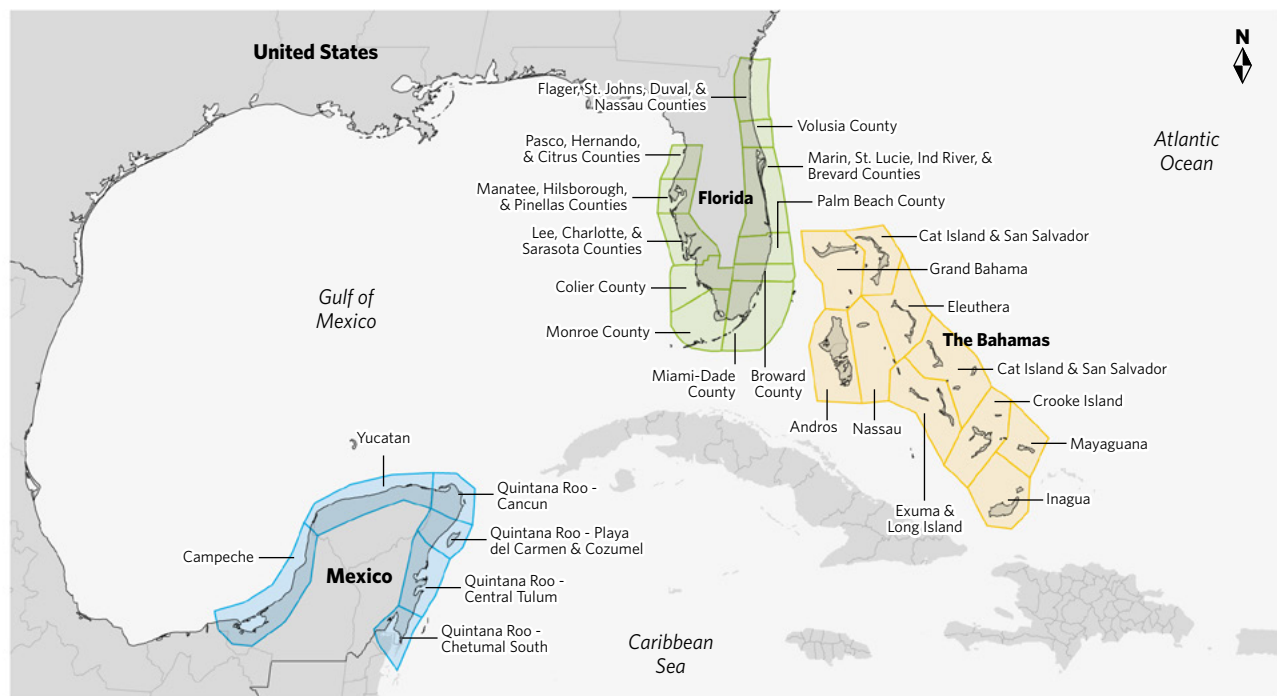 United States
N
Flager, St. Johns, Duval, &
Nassau Counties
Volusia County
Atlantic
Ocean
Pasco, Hernando,
& Citrus Counties
Marin, St. Lucie, Ind River, &
Brevard Counties
Manatee, Hilsborough,
& Pinellas Counties
Florida
Palm Beach County
Lee, Charlotte, &
Sarasota Counties
Cat Island & San Salvador
Grand Bahama
Colier County
Gulf of
Mexico
Eleuthera
Monroe County
The Bahamas
Miami-Dade
County
Broward
County
Cat Island & San Salvador
Crooke Island
Andros
Nassau
Mayaguana
Yucatan
Quintana Roo -
Cancun
Inagua
Exuma &
Long Island
Quintana Roo - Playa
del Carmen & Cozumel
Campeche
Mexico
Quintana Roo -
Central Tulum
Quintana Roo -
Chetumal South
Caribbean
Sea